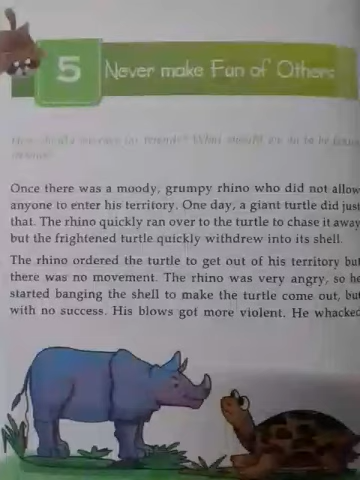 5 Never make Fun of Others
Once there was a moody, grumpy rhino who did not allow
anyone to enter his territory. One day, a giant turtle did just
that. The rhino quickly ran over to the turtle to chase it away
but the frightened turtle quickly withdrew into its shell.
The rhino ordered the turtle to get out of his territory but
there was no movement. The rhino was very angry, so he
started banging the shell to make the turtle come out, but
with no success. His blows got more violent. He whacked